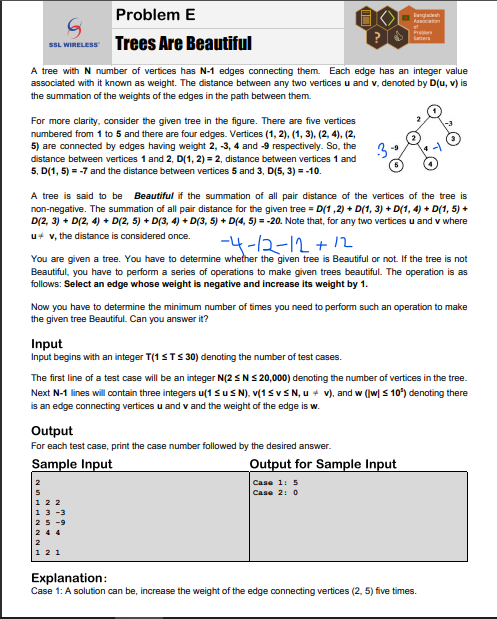 Problem E
Bangladesh
Association
of
Problem
Setters
SSL WIRELESS
Trees Are Beautiful
A tree with N number of vertices has N-1 edges connecting them. Each edge has an integer value
associated with it known as weight. The distance between any two vertices u and v, denoted by D(u, v) is
the summation of the weights of the edges in the path between them.
For more clarity, consider the given tree in the figure. There are five vertices
numbered from 1 to 5 and there are four edges. Vertices (1, 2), (1, 3), (2, 4), (2,
5) are connected by edges having weight 2, -3, 4 and -9 respectively. So, the
distance between vertices 1 and 2, D(1, 2) = 2, distance between vertices 1 and
5, D(1, 5) = -7 and the distance between vertices 5 and 3, D(5, 3) = -10.
1
2
-3
2
3
3
-9
4
-1
5
4
A tree is said to be Beautiful if the summation of all pair distance of the vertices of the tree is
non-negative. The summation of all pair distance for the given tree = D(1 ,2) + D(1, 3) + D(1, 4) + D(1, 5) +
D(2, 3) + D(2, 4) + D(2, 5) + D(3, 4) + D(3, 5) + D(4, 5) = -20. Note that, for any two vertices u and v where
u ≠ v, the distance is considered once.
-4-12-12+12
You are given a tree. You have to determine whether the given tree is Beautiful or not. If the tree is not
Beautiful, you have to perform a series of operations to make given trees beautiful. The operation is as
follows: Select an edge whose weight is negative and increase its weight by 1.
Now you have to determine the minimum number of times you need to perform such an operation to make
the given tree Beautiful. Can you answer it?
Input
Input begins with an integer T(1 ≤ T ≤ 30) denoting the number of test cases.
The first line of a test case will be an integer N(2 ≤ N ≤ 20,000) denoting the number of vertices in the tree.
Next N-1 lines will contain three integers u(1 ≤ u ≤ N), v(1 ≤ v ≤ N, u ≠ v), and w (|w| ≤ 10⁶) denoting there
is an edge connecting vertices u and v and the weight of the edge is w.
Output
For each test case, print the case number followed by the desired answer.
Sample Input
Output for Sample Input
2
5
1 2 2
1 3 -3
2 5 -9
2 4 4
2
1 2 1
Case 1: 5
Case 2: 0
Explanation:
Case 1: A solution can be, increase the weight of the edge connecting vertices (2, 5) five times.